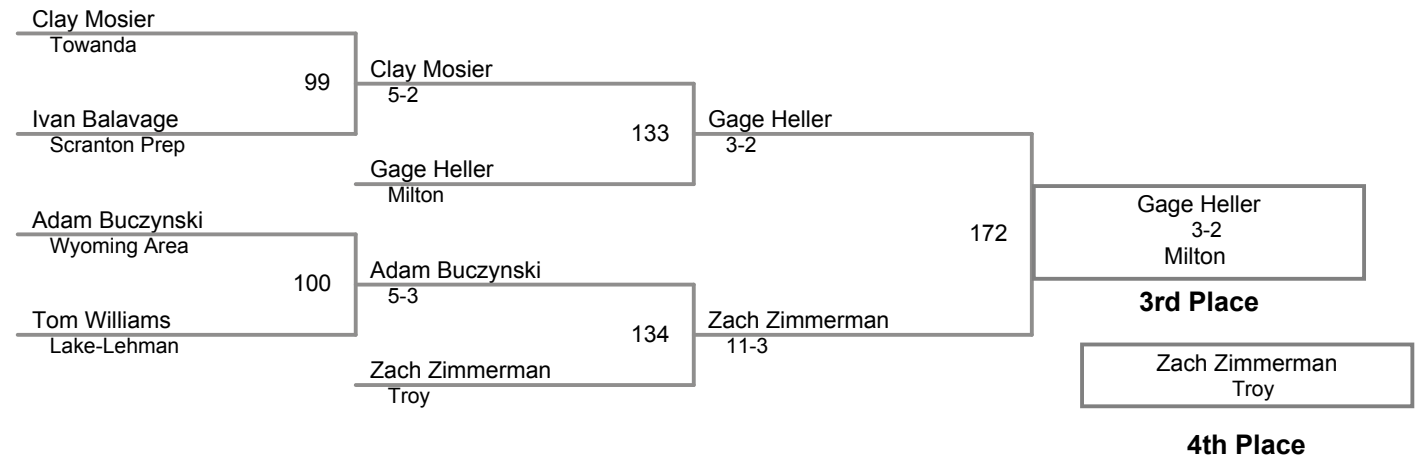 Clay Mosier
Towanda
99
Ivan Balavage
Scranton Prep
Adam Buczynski
Wyoming Area
100
Tom Williams
Lake-Lehman
Clay Mosier
5-2
133
Gage Heller
Milton
Adam Buczynski
5-3
134
Zach Zimmerman
Troy
Gage Heller
3-2
172
Zach Zimmerman
11-3
Gage Heller
3-2
Milton
3rd Place
Zach Zimmerman
Troy
4th Place